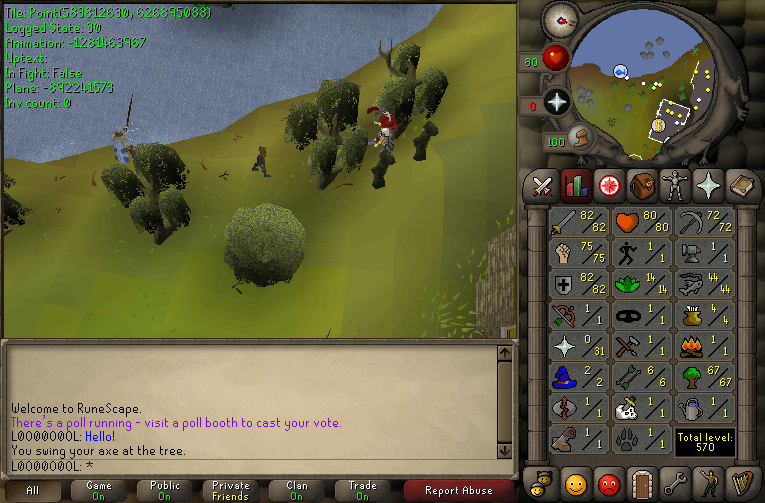 Tile: Point(583812630, 626895083)
Logged State: 30
Animation: -1231463967
Uptext:
In Fight: False
Plane: -892241573
Inv count: 0
80
0
100
82/82 80/80 72/72
75/75 1/1 1/1
82/82 14/14 44/44
1/1 1/1 4/4
0/31 1/1 1/1
2/2 6/6 67/67
1/1 1/1 1/1
1/1 1/1 Total level:
570
Welcome to RuneScape.
There's a poll running - visit a poll booth to cast your vote.
L0000000L: Hello!
You swing your axe at the tree.
L0000000L: *
All Game Public Private Clan Trade Report Abuse
On On Friends On On